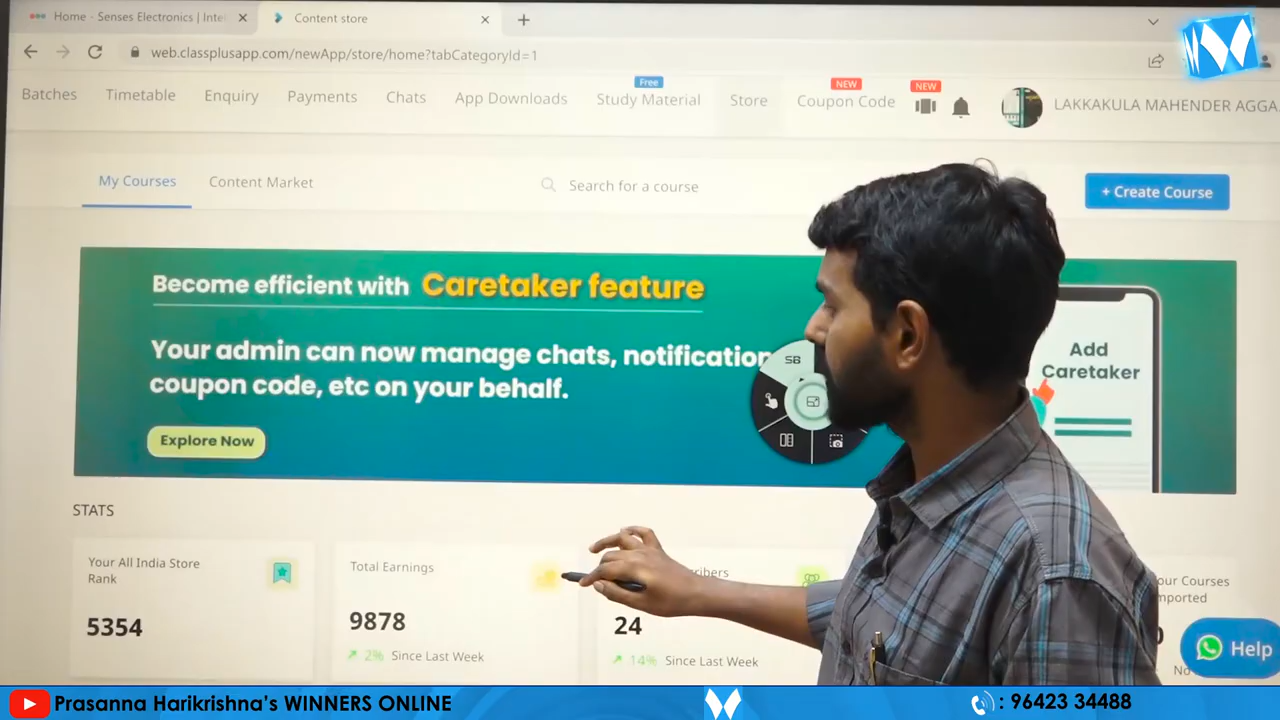 Home - Senses Electronics | Inte
Content store
web.classplusapp.com/newApp/store/home?tabCategoryId=1
Batches
Timetable
Enquiry
Payments
Chats
App Downloads
Free
Study Material
Store
NEW
Coupon Code
NEW
LAKKAKULA MAHENDER AGGA
My Courses
Content Market
Search for a course
+ Create Course
Become efficient with Caretaker feature
Your admin can now manage chats, notification
coupon code, etc on your behalf.
Explore Now
SB
Add
Caretaker
STATS
Your All India Store
Rank
5354
Total Earnings
9878
2% Since Last Week
24
14% Since Last Week
our Courses
No
Help
Prasanna Harikrishna's WINNERS ONLINE
: 96423 34488